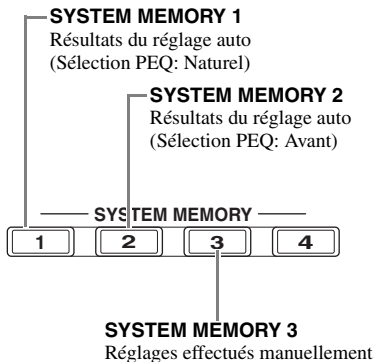 SYSTEM MEMORY 1
Résultats du réglage auto
(Sélection PEQ: Naturel)
SYSTEM MEMORY 2
Résultats du réglage auto
(Sélection PEQ: Avant)
SYSTEM MEMORY
1 2 3 4
SYSTEM MEMORY 3
Réglages effectués manuellement